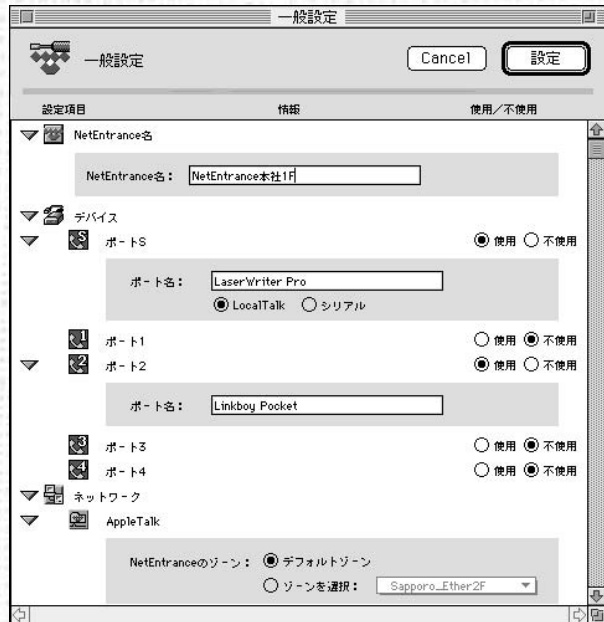 一般設定
一般設定 Cancel 設定
設定項目 情報 使用／不使用
NetEntrance名
NetEntrance名： NetEntrance本社1F
デバイス
ポートS 使用 不使用
ポート名： LaserWriter Pro
LocalTalk シリアル
ポート1 使用 不使用
ポート2 使用 不使用
ポート名： Linkboy Pocket
ポート3 使用 不使用
ポート4 使用 不使用
ネットワーク
AppleTalk
NetEntranceのゾーン： デフォルトゾーン
ゾーンを選択： Sapporo_Ether2F